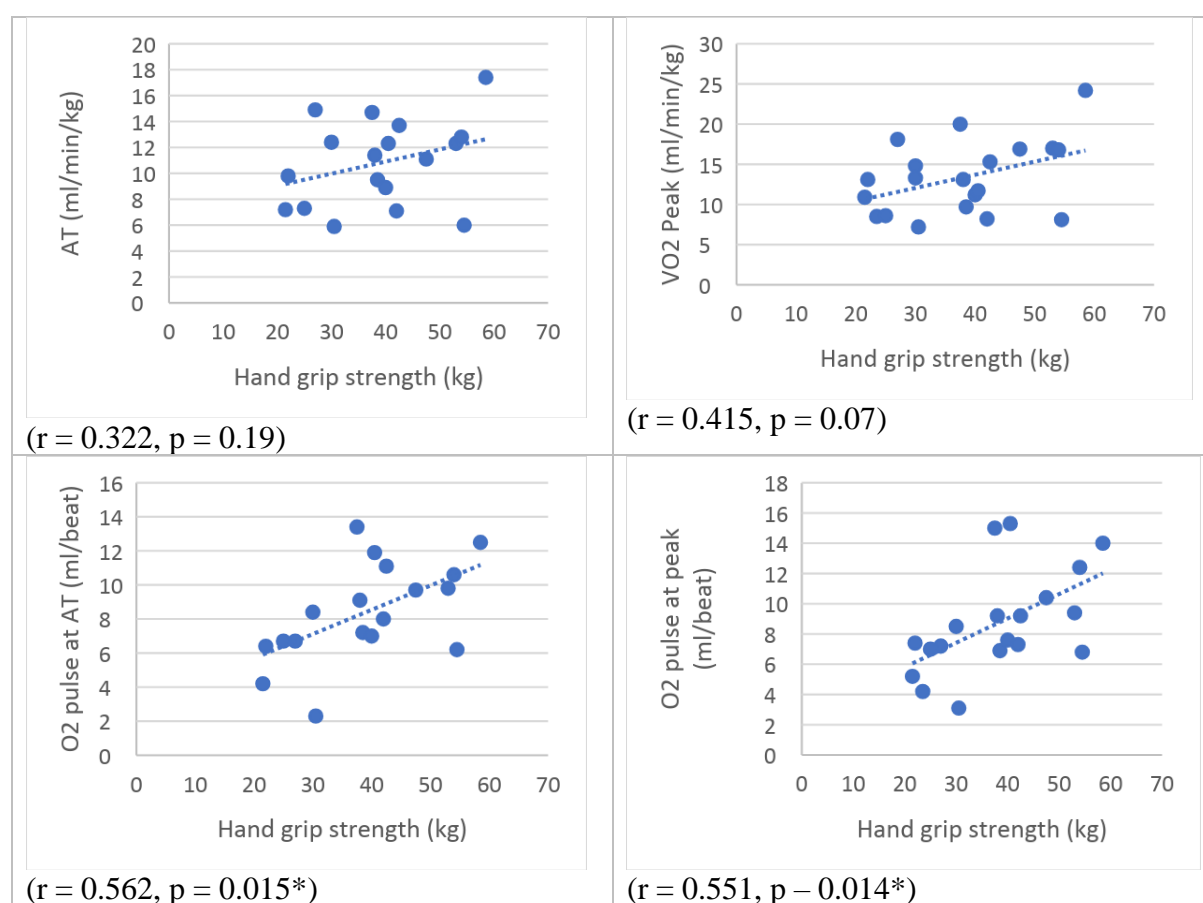 20
18
16
14
12
10
8
6
4
2
0
AT (ml/min/kg)
0 10 20 30 40 50 60 70
Hand grip strength (kg)
(r = 0.322, p = 0.19)
30
25
20
15
10
5
0
VO2 Peak (ml/min/kg)
0 10 20 30 40 50 60 70
Hand grip strength (kg)
(r = 0.415, p = 0.07)
16
14
12
10
8
6
4
2
0
O2 pulse at AT (ml/beat)
0 10 20 30 40 50 60 70
Hand grip strength (kg)
(r = 0.562, p = 0.015*)
18
16
14
12
10
8
6
4
2
0
O2 pulse at peak
(ml/beat)
0 10 20 30 40 50 60 70
Hand grip strength (kg)
(r = 0.551, p – 0.014*)